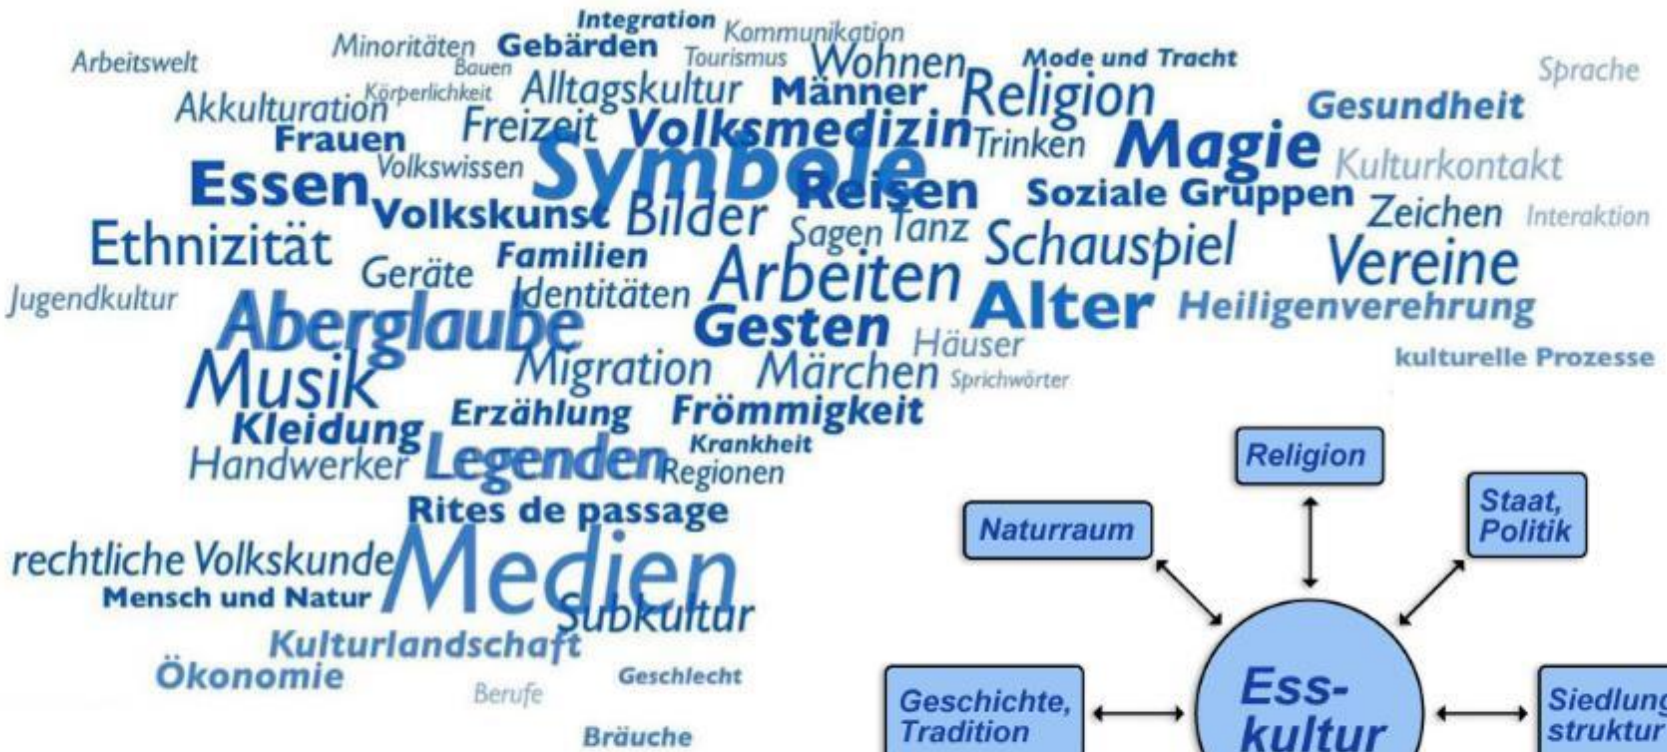 Integration
Kommunikation
Minoritäten
Gebärden
Tourismus
Wohnen
Mode und Tracht
Arbeitswelt
Bauen
Sprache
Körperlichkeit
Alltagskultur
Männer
Religion
Akkulturation
Gesundheit
Frauen
Freizeit
Volksmedizin
Trinken
Magie
Volkswissen
Symbole
Kulturkontakt
Essen
Reisen
Soziale Gruppen
Volkskunst
Bilder
Zeichen
Interaktion
Sagen
Tanz
Ethnizität
Familien
Schauspiel
Vereine
Geräte
Identitäten
Arbeiten
Jugendkultur
Aberglaube
Alter
Heiligenverehrung
Gesten
Häuser
kulturelle Prozesse
Musik
Migration
Märchen
Sprichwörter
Kleidung
Erzählung
Frömmigkeit
Krankheit
Handwerker
Legenden
Regionen
Rites de passage
rechtliche Volkskunde
Medien
Mensch und Natur
Subkultur
Kulturlandschaft
Ökonomie
Geschlecht
Berufe
Bräuche
Religion
Naturraum
Staat,
Politik
Geschichte,
Tradition
Ess-
kultur
Siedlung
struktur